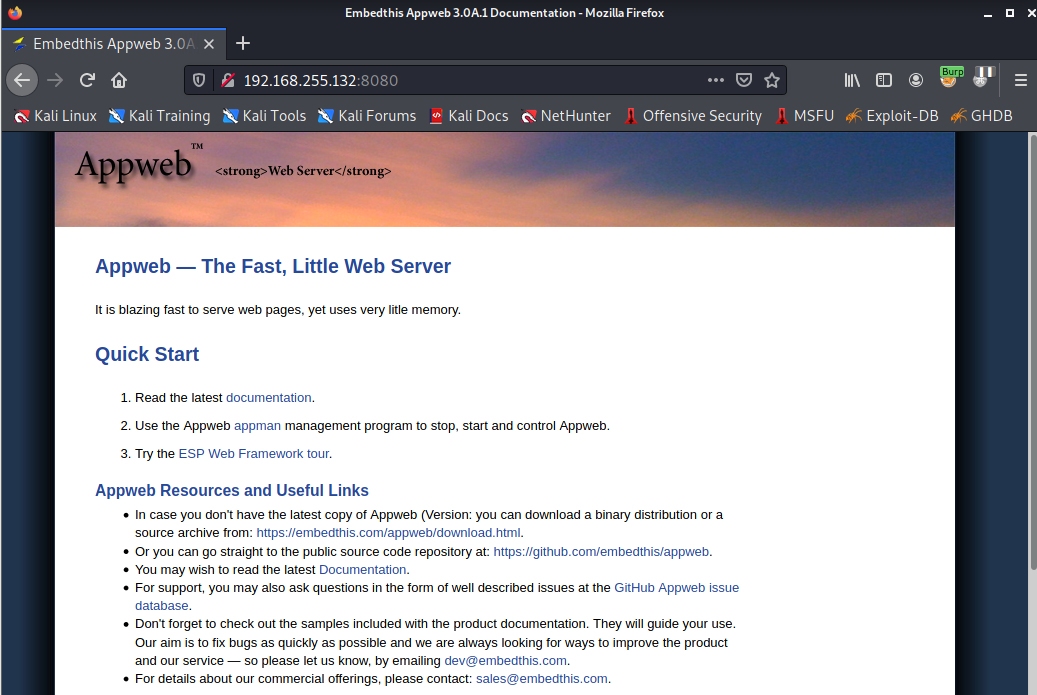 Embedthis Appweb 3.0A.1 Documentation - Mozilla Firefox
Embedthis Appweb 3.0A
192.168.255.132:8080
Burp
Kali Linux Kali Training Kali Tools Kali Forums Kali Docs NetHunter Offensive Security MSFU Exploit-DB GHDB
Appweb™ <strong>Web Server</strong>
Appweb — The Fast, Little Web Server
It is blazing fast to serve web pages, yet uses very litle memory.
Quick Start
1. Read the latest documentation.
2. Use the Appweb appman management program to stop, start and control Appweb.
3. Try the ESP Web Framework tour.
Appweb Resources and Useful Links
• In case you don't have the latest copy of Appweb (Version: you can download a binary distribution or a
source archive from: https://embedthis.com/appweb/download.html.
• Or you can go straight to the public source code repository at: https://github.com/embedthis/appweb.
• You may wish to read the latest Documentation.
• For support, you may also ask questions in the form of well described issues at the GitHub Appweb issue
database.
• Don't forget to check out the samples included with the product documentation. They will guide your use.
Our aim is to fix bugs as quickly as possible and we are always looking for ways to improve the product
and our service — so please let us know, by emailing dev@embedthis.com.
• For details about our commercial offerings, please contact: sales@embedthis.com.